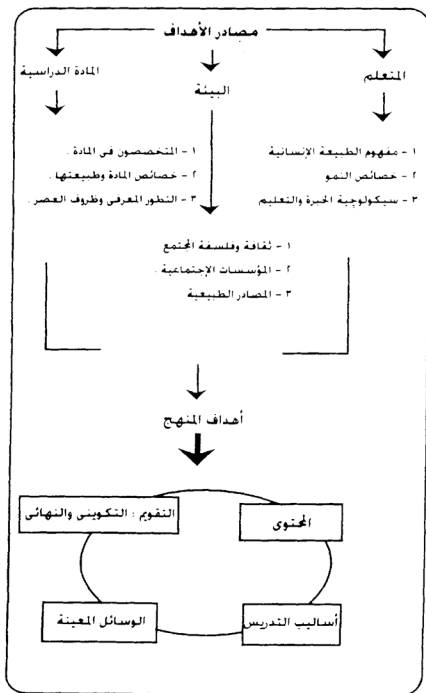 مصادر الأهداف
المتعلم
البيئة
المادة الدراسية
١ - مفهوم الطبيعة الإنسانية
٢ - خصائص النمو
٣ - سيكولوجية الخبرة والتعليم
١ - المتخصصون فى المادة .
٢ - خصائص المادة وطبيعتها .
٣ - التطور المعرفى وظروف العصر .
١ - ثقافة وفلسفة المجتمع
٢ - المؤسسات الإجتماعية .
٣ - المصادر الطبيعية
أهداف المنهج
المحتوى
التقويم : التكوينى والنهائى
أساليب التدريس
الوسائل المعينة